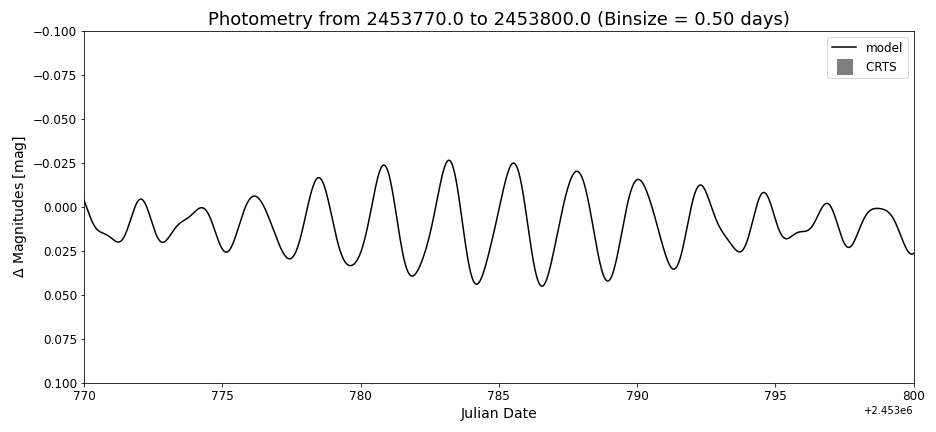 Photometry from 2453770.0 to 2453800.0 (Binsize = 0.50 days)
−0.100
−0.075
−0.050
−0.025
0.000
0.025
0.050
0.075
0.100
Δ Magnitudes [mag]
model
CRTS
770
775
780
785
790
795
800
+2.453e6
Julian Date